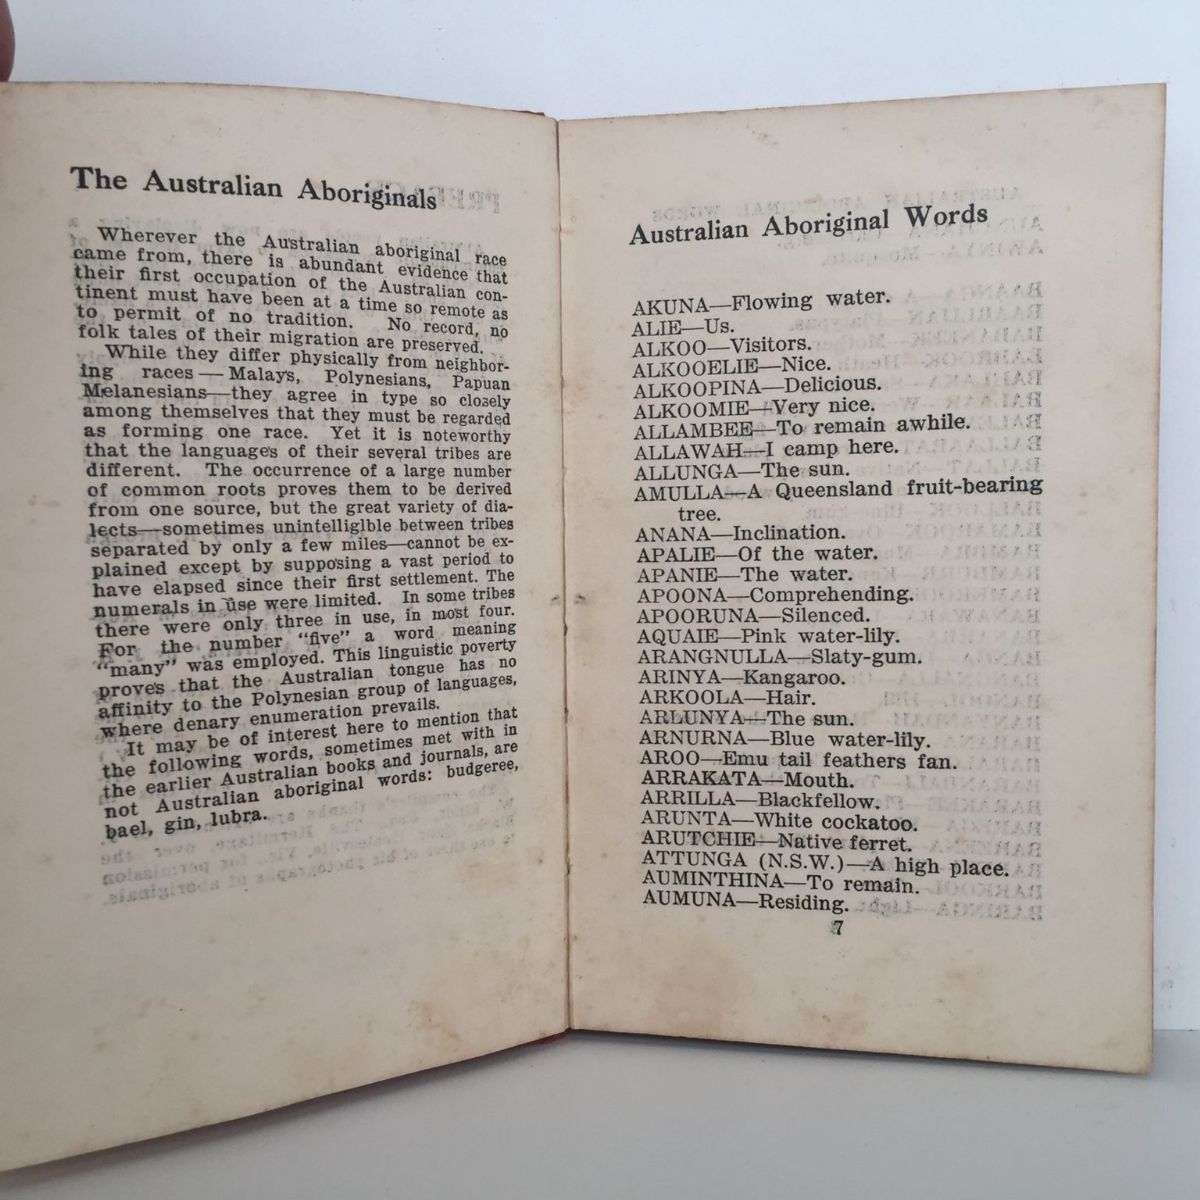 The Australian Aboriginals
Wherever the Australian aboriginal race
came from, there is abundant evidence that
their first occupation of the Australian con-
tinent must have been at a time so remote as
to permit of no tradition. No record, no
folk tales of their migration are preserved.
While they differ physically from neighbor-
ing races — Malays, Polynesians, Papuan
Melanesians—they agree in type so closely
among themselves that they must be regarded
as forming one race. Yet it is noteworthy
that the languages of their several tribes are
different. The occurrence of a large number
of common roots proves them to be derived
from one source, but the great variety of dia-
lects—sometimes unintelligible between tribes
separated by only a few miles—cannot be ex-
plained except by supposing a vast period to
have elapsed since their first settlement. The
numerals in use were limited. In some tribes
there were only three in use, in most four.
For the number "five" a word meaning
"many" was employed. This linguistic poverty
proves that the Australian tongue has no
affinity to the Polynesian group of languages,
where denary enumeration prevails.
It may be of interest here to mention that
the following words, sometimes met with in
the earlier Australian books and journals, are
not Australian aboriginal words: budgeree,
bael, gin, lubra.
Australian Aboriginal Words
AKUNA—Flowing water.
ALIE—Us.
ALKOO—Visitors.
ALKOOELIE—Nice.
ALKOOPINA—Delicious.
ALKOOMIE—Very nice.
ALLAMBEE—To remain awhile.
ALLAWAH—I camp here.
ALLUNGA—The sun.
AMULLA—A Queensland fruit-bearing
tree.
ANANA—Inclination.
APALIE—Of the water.
APANIE—The water.
APOONA—Comprehending.
APOORUNA—Silenced.
AQUAIE—Pink water-lily.
ARANGNULLA—Slaty-gum.
ARINYA—Kangaroo.
ARKOOLA—Hair.
ARLUNYA—The sun.
ARNURNA—Blue water-lily.
AROO—Emu tail feathers fan.
ARRAKATA—Mouth.
ARRILLA—Blackfellow.
ARUNTA—White cockatoo.
ARUTCHIE—Native ferret.
ATTUNGA (N.S.W.)—A high place.
AUMINTHINA—To remain.
AUMUNA—Residing.
7